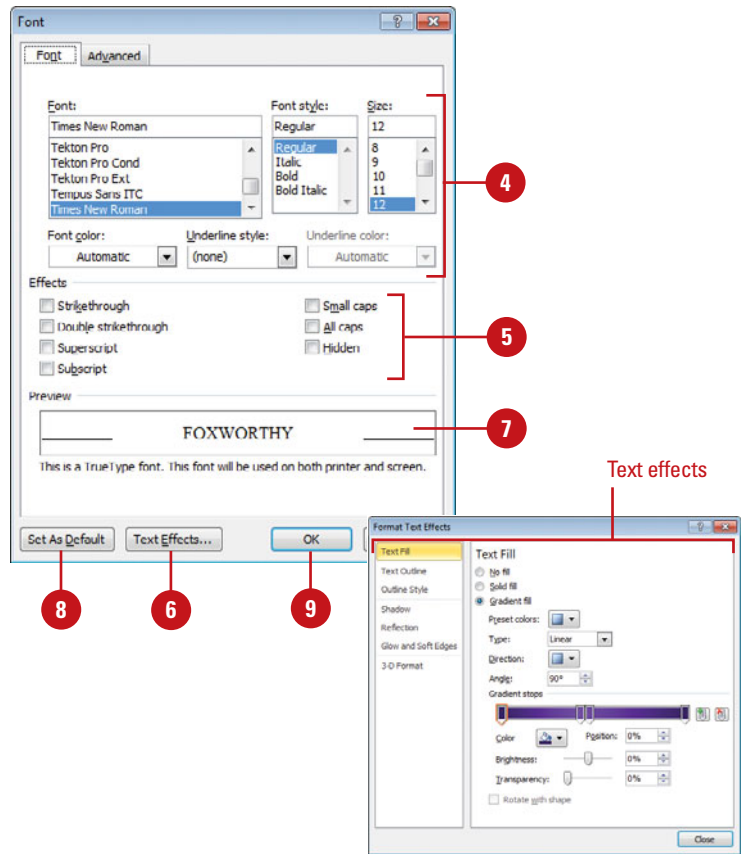 Font
Font Advanced
Font: Font style: Size:
Times New Roman Regular 12
Tekton Pro Regular 8
Tekton Pro Cond Italic 9
Tekton Pro Ext Bold 10
Tempus Sans ITC Bold Italic 11
Times New Roman 12
4
Font color: Underline style: Underline color:
Automatic (none) Automatic
Effects
Strikethrough Small caps
Double strikethrough All caps
Superscript Hidden
Subscript
5
Preview
FOXWORTHY
7
This is a TrueType font. This font will be used on both printer and screen.
Set As Default Text Effects... OK
8 6 9
Text effects
Format Text Effects
Text Fill
Text Outline
Outline Style
Shadow
Reflection
Glow and Soft Edges
3-D Format
Text Fill
No fill
Solid fill
Gradient fill
Preset colors:
Type: Linear
Direction:
Angle: 90°
Gradient stops
Color Position: 0%
Brightness: 0%
Transparency: 0%
Rotate with shape
Close